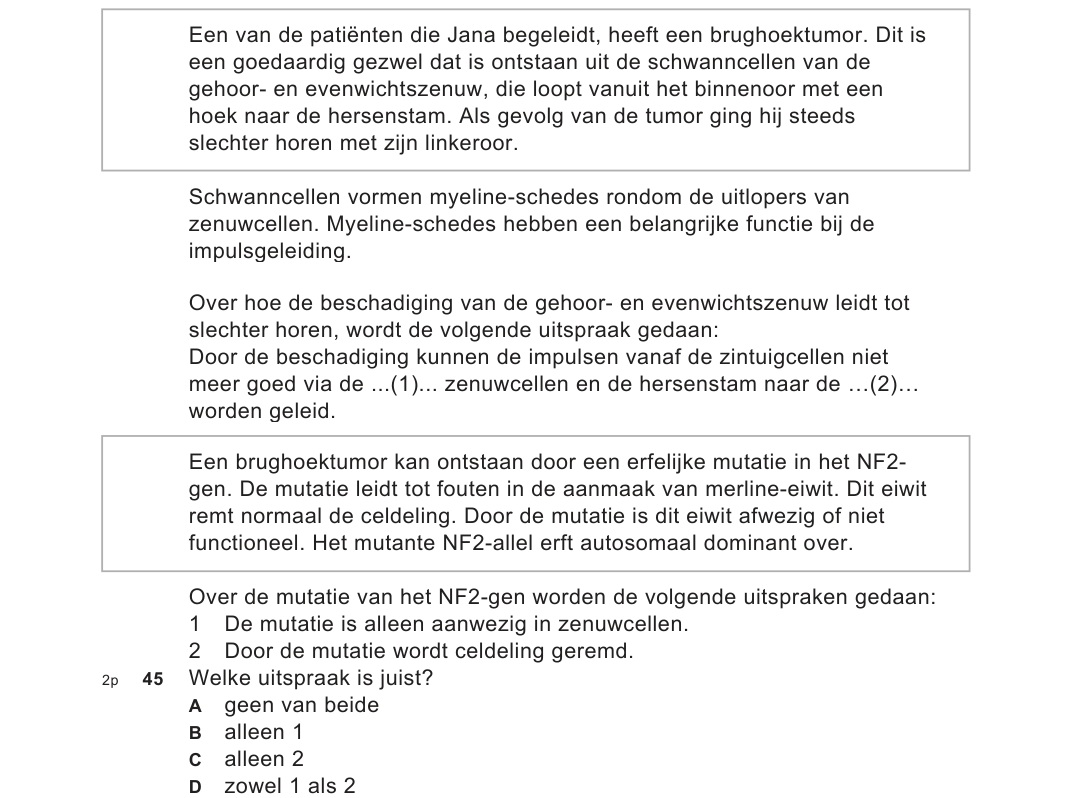 Een van de patiënten die Jana begeleidt, heeft een brughoektumor. Dit is
een goedaardig gezwel dat is ontstaan uit de schwanncellen van de
gehoor- en evenwichtszenuw, die loopt vanuit het binnenoor met een
hoek naar de hersenstam. Als gevolg van de tumor ging hij steeds
slechter horen met zijn linkeroor.
Schwanncellen vormen myeline-schedes rondom de uitlopers van
zenuwcellen. Myeline-schedes hebben een belangrijke functie bij de
impulsgeleiding.
Over hoe de beschadiging van de gehoor- en evenwichtszenuw leidt tot
slechter horen, wordt de volgende uitspraak gedaan:
Door de beschadiging kunnen de impulsen vanaf de zintuigcellen niet
meer goed via de ...(1)... zenuwcellen en de hersenstam naar de …(2)…
worden geleid.
Een brughoektumor kan ontstaan door een erfelijke mutatie in het NF2-
gen. De mutatie leidt tot fouten in de aanmaak van merline-eiwit. Dit eiwit
remt normaal de celdeling. Door de mutatie is dit eiwit afwezig of niet
functioneel. Het mutante NF2-allel erft autosomaal dominant over.
Over de mutatie van het NF2-gen worden de volgende uitspraken gedaan:
1 De mutatie is alleen aanwezig in zenuwcellen.
2 Door de mutatie wordt celdeling geremd.
2p 45 Welke uitspraak is juist?
A geen van beide
B alleen 1
C alleen 2
D zowel 1 als 2